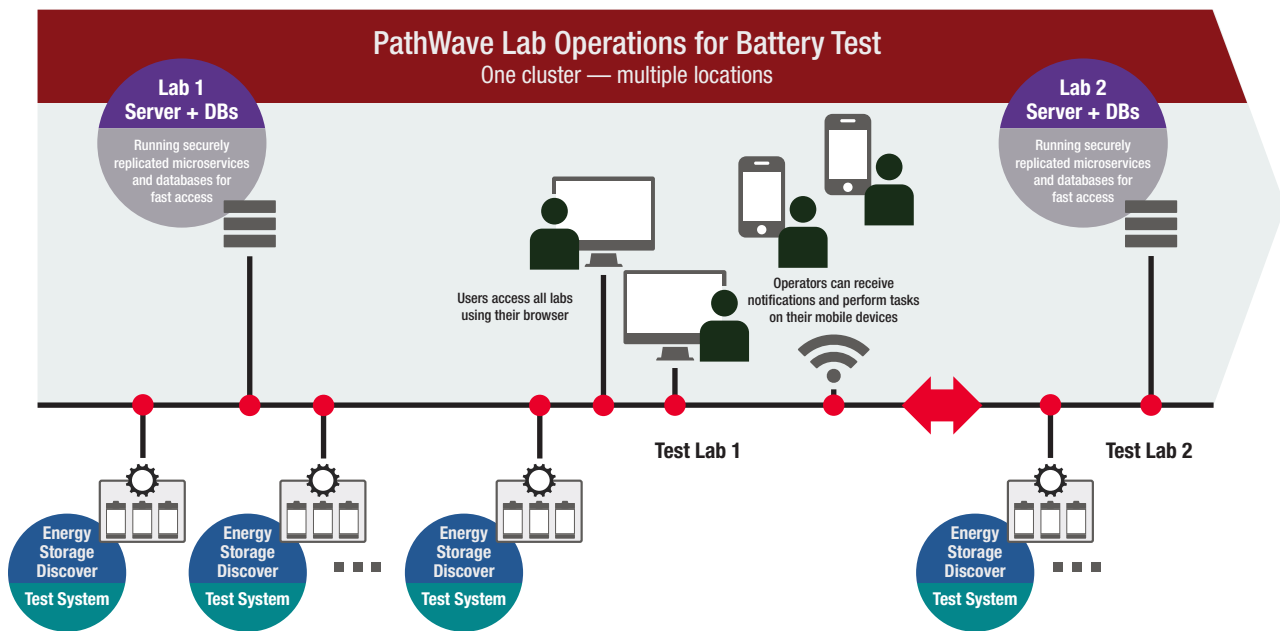 PathWave Lab Operations for Battery Test
One cluster — multiple locations
Lab 1
Server + DBs
Running securely
replicated microservices
and databases for
fast access
Lab 2
Server + DBs
Running securely
replicated microservices
and databases for
fast access
Users access all labs
using their browser
Operators can receive
notifications and perform tasks
on their mobile devices
Test Lab 1
Test Lab 2
Energy
Storage
Discover
Test System
Energy
Storage
Discover
Test System
Energy
Storage
Discover
Test System
Energy
Storage
Discover
Test System